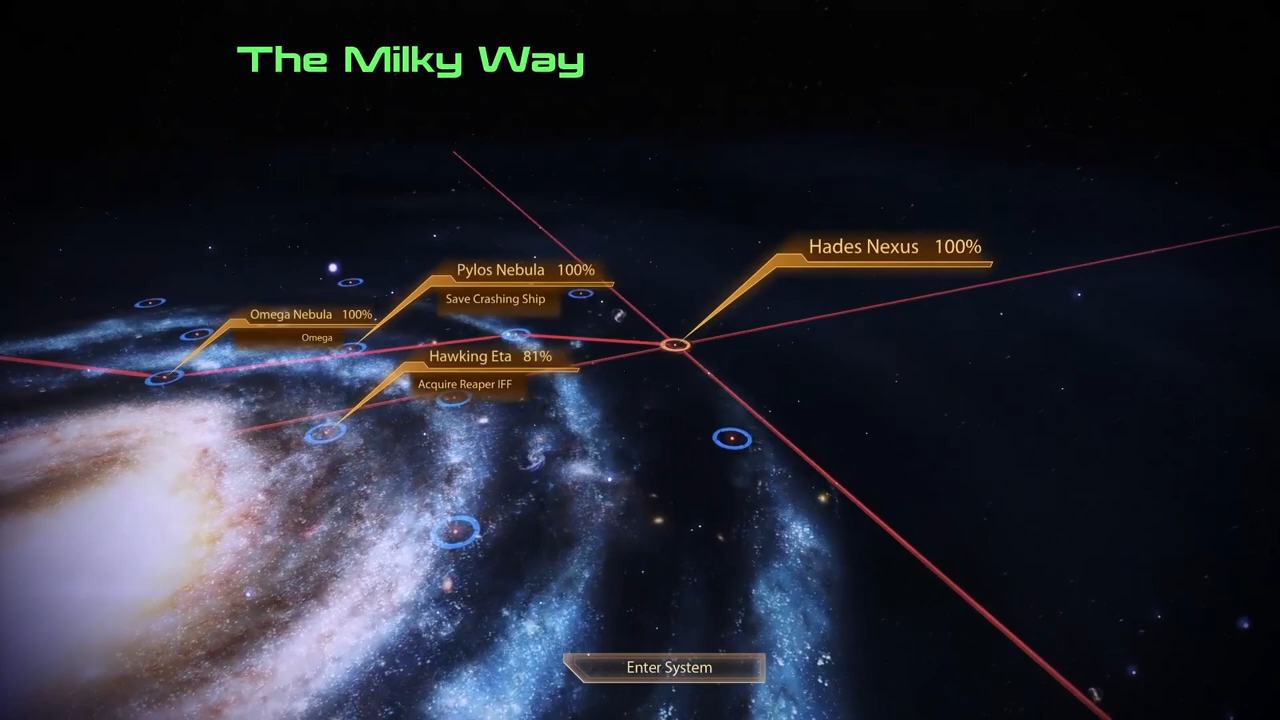 The Milky Way
Hades Nexus 100%
Pylos Nebula 100%
Save Crashing Ship
Omega Nebula 100%
Omega
Hawking Eta 81%
Acquire Reaper IFF
Enter System